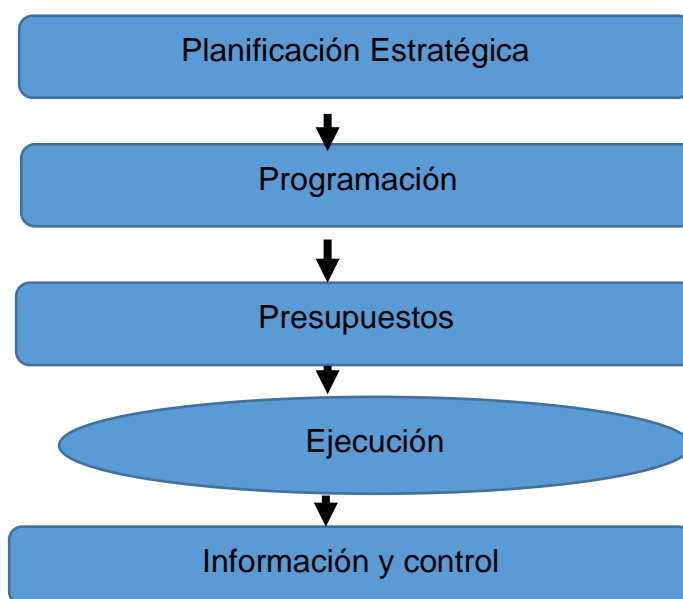 Planificación Estratégica
Programación
Presupuestos
Ejecución
Información y control